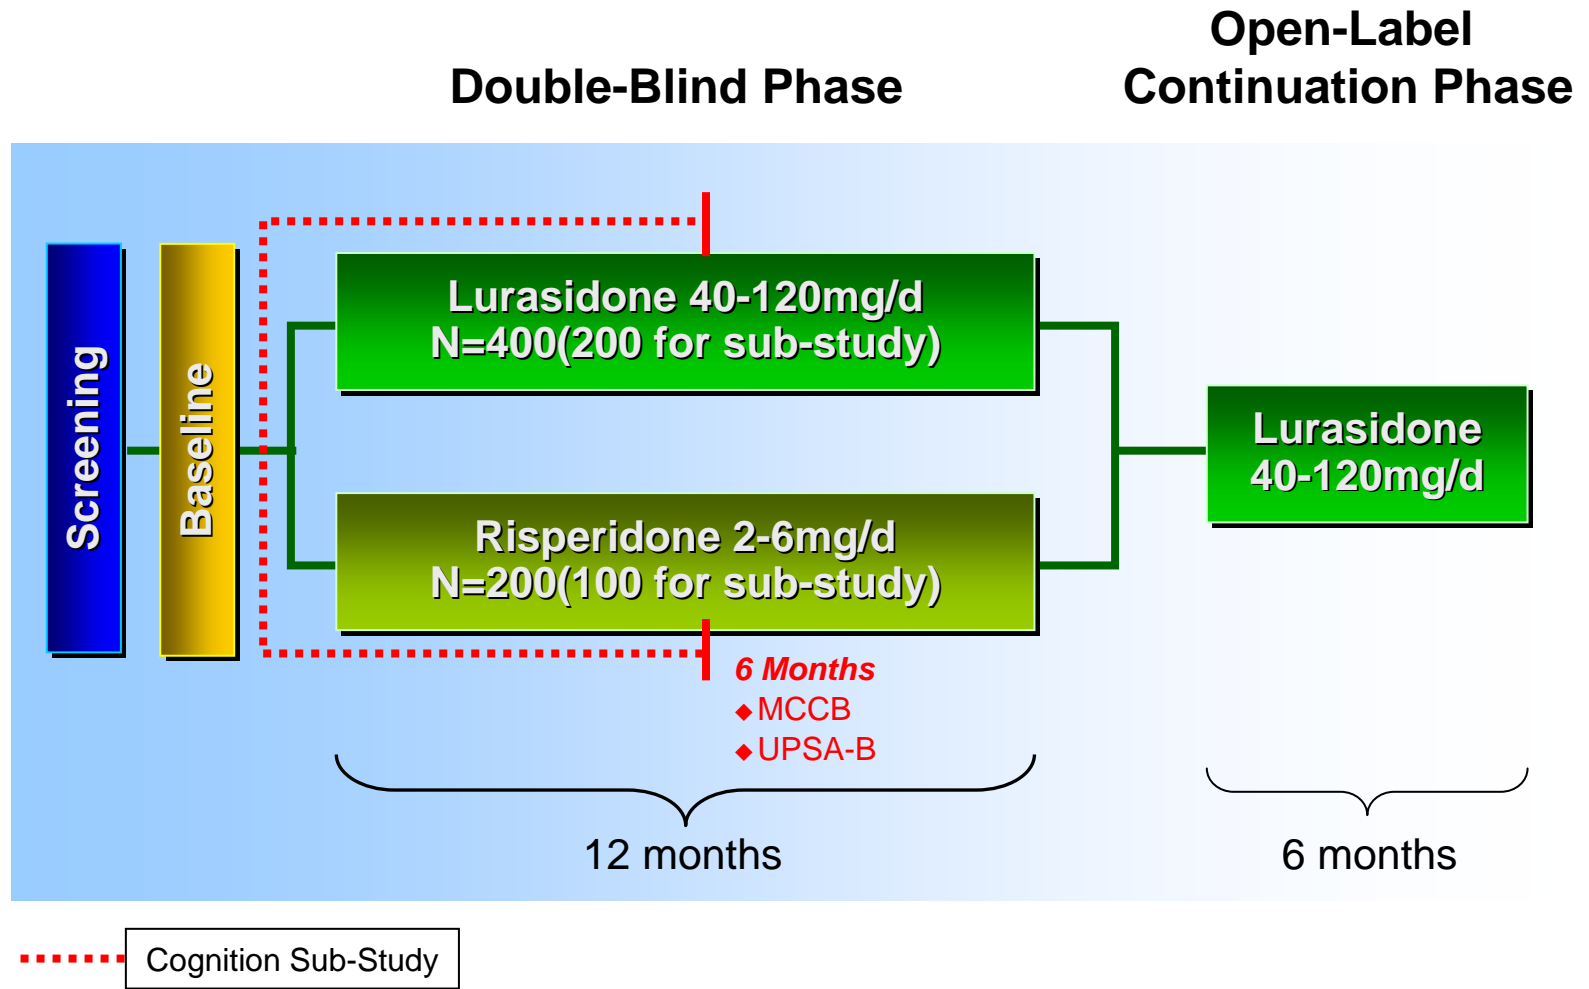 Double-Blind Phase
Open-Label
Continuation Phase
Screening
Baseline
Lurasidone 40-120mg/d
N=400(200 for sub-study)
Risperidone 2-6mg/d
N=200(100 for sub-study)
Lurasidone
40-120mg/d
6 Months
◆MCCB
◆UPSA-B
12 months
6 months
Cognition Sub-Study